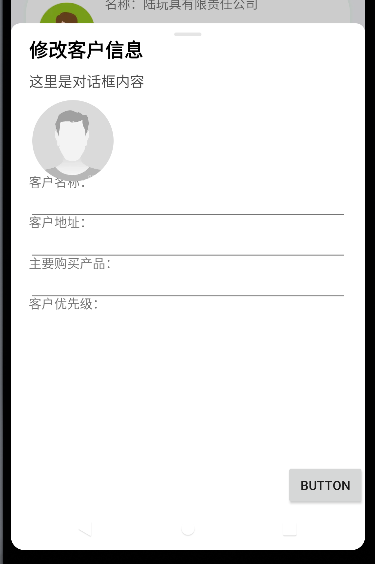 名称：陆玩具有限责任公司
修改客户信息
这里是对话框内容
客户名称：
客户地址：
主要购买产品：
客户优先级：
BUTTON